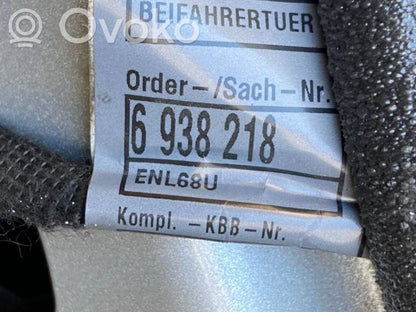 Ovoko
BEIFAHRERTUER
Order-/Sach-Nr.
6 938 218
ENL68U
Kompl. -KBB-Nr.